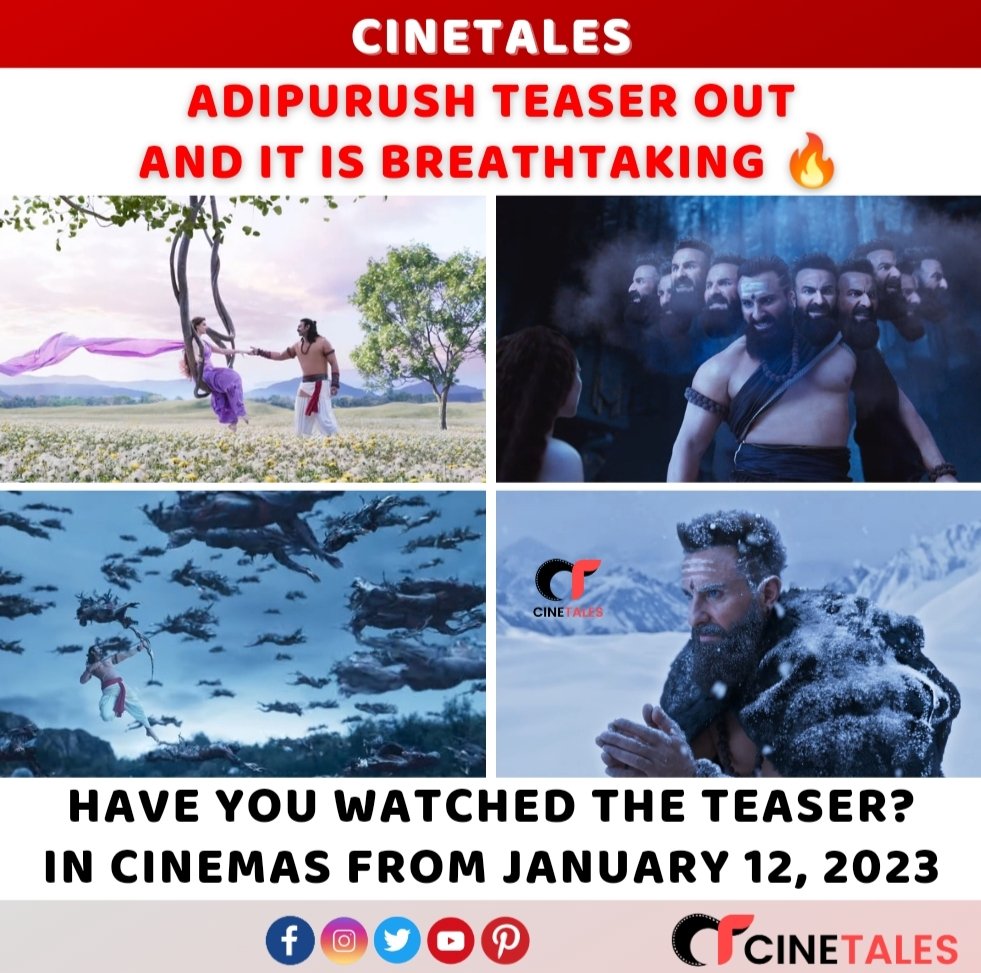 CINETALES
ADIPURUSH TEASER OUT
AND IT IS BREATHTAKING 🔥
CINETALES
HAVE YOU WATCHED THE TEASER?
IN CINEMAS FROM JANUARY 12, 2023
CINETALES